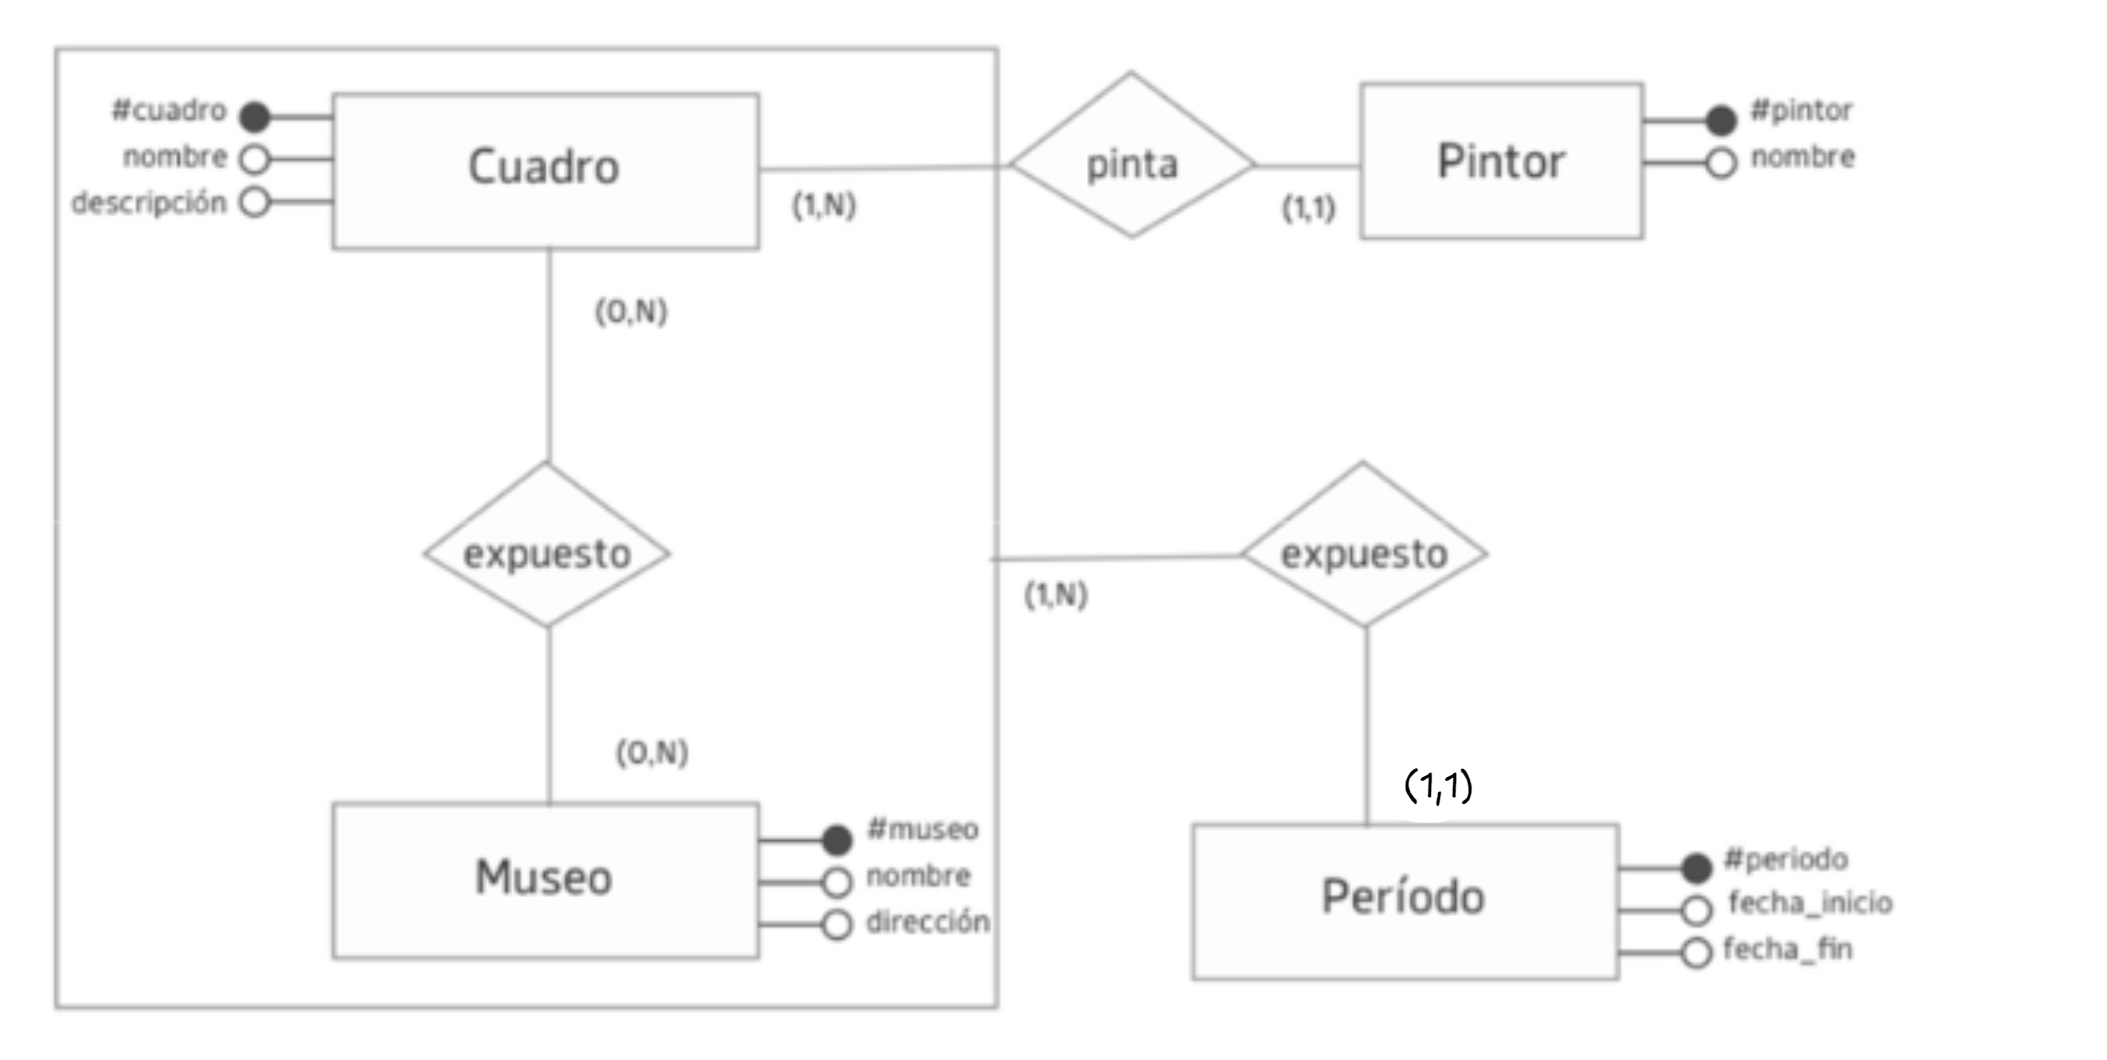 #cuadro
nombre
descripción
Cuadro
(1,N)
pinta
(1,1)
Pintor
#pintor
nombre
(0,N)
expuesto
(1,N)
expuesto
(0,N)
(1,1)
Museo
#museo
nombre
dirección
Período
#periodo
fecha_inicio
fecha_fin